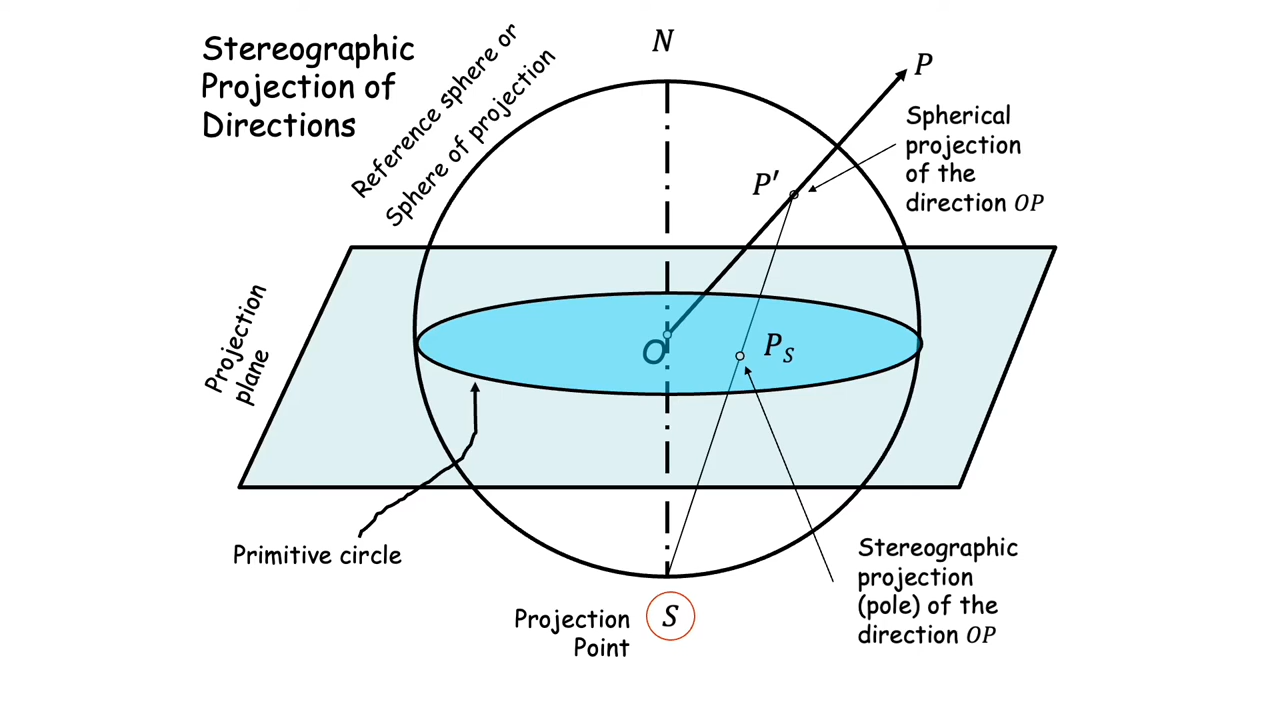 Stereographic
Projection of
Directions
Reference sphere or
Sphere of projection
N
P
Spherical
projection
of the
direction OP
P′
Projection
plane
O
P_S
Primitive circle
Projection
Point
S
Stereographic
projection
(pole) of the
direction OP